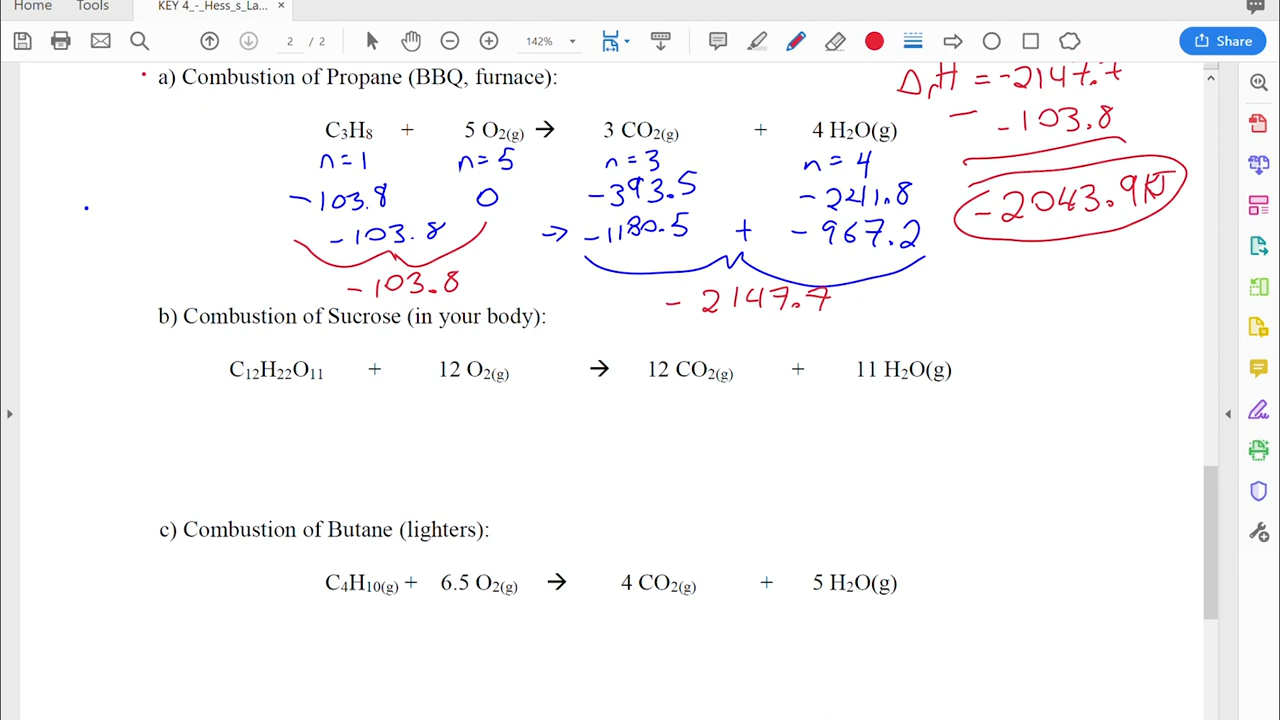 Home Tools KEY 4_-_Hess_s_La... ×
2 / 2 142% Share
a) Combustion of Propane (BBQ, furnace):
ΔrH = -2147.7
- -103.8
-2043.9 kJ
C3H8 + 5 O2(g) → 3 CO2(g) + 4 H2O(g)
n=1 n=5 n=3 n=4
-103.8 0 -393.5 -241.8
-103.8 → -1180.5 + -967.2
-103.8 -2147.7
b) Combustion of Sucrose (in your body):
C12H22O11 + 12 O2(g) → 12 CO2(g) + 11 H2O(g)
c) Combustion of Butane (lighters):
C4H10(g) + 6.5 O2(g) → 4 CO2(g) + 5 H2O(g)